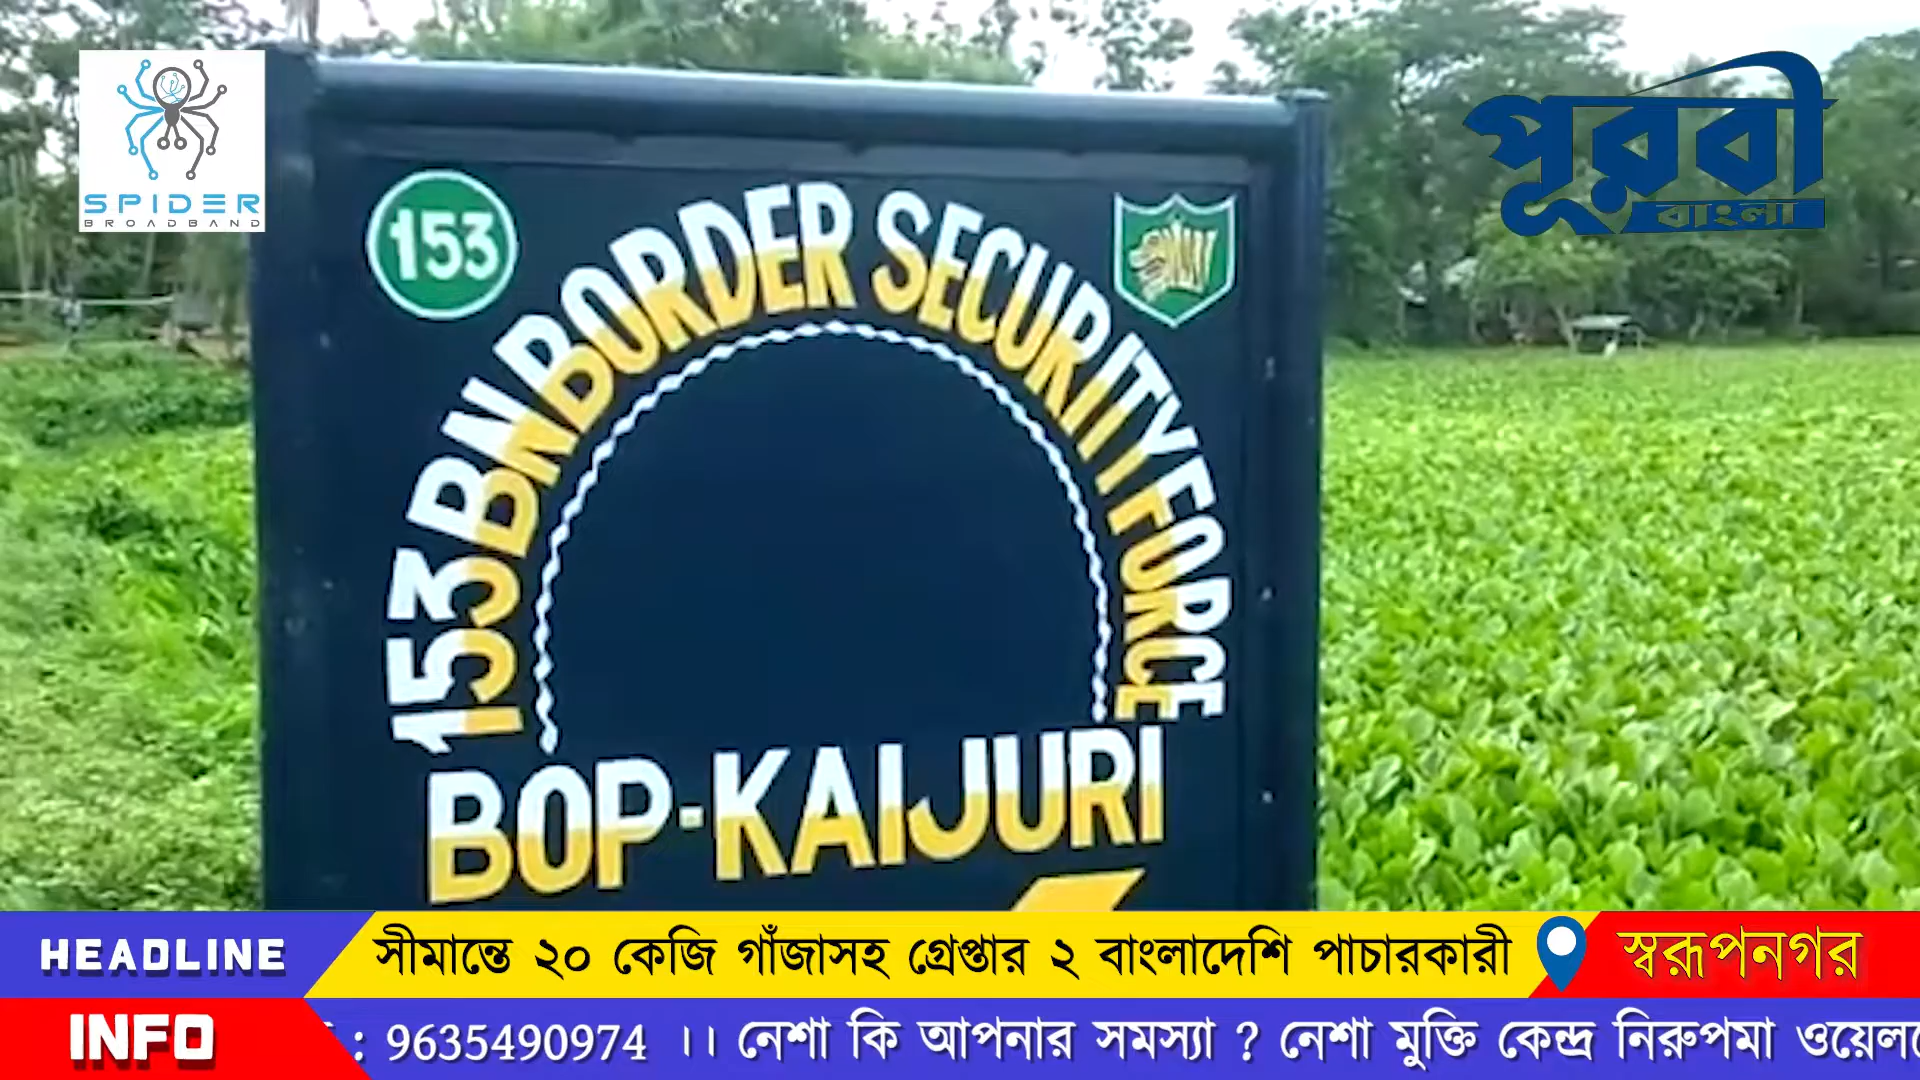 SPIDER
BROADBAND
পূরবী
বাংলা
153
153 BN BORDER SECURITY FORCE
BOP-KAIJURI
HEADLINE
সীমান্তে ২০ কেজি গাঁজাসহ গ্রেপ্তার ২ বাংলাদেশি পাচারকারী
স্বরূপনগর
INFO
: 9635490974 ।। নেশা কি আপনার সমস্যা ? নেশা মুক্তি কেন্দ্র নিরুপমা